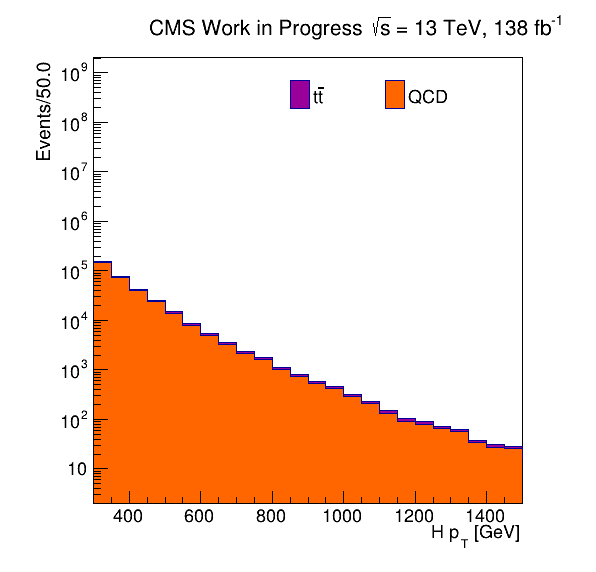 CMS Work in Progress √s = 13 TeV, 138 fb⁻¹
Events/50.0
10⁹
10⁸
10⁷
10⁶
10⁵
10⁴
10³
10²
10
tt̄
QCD
400 600 800 1000 1200 1400
H p_T [GeV]